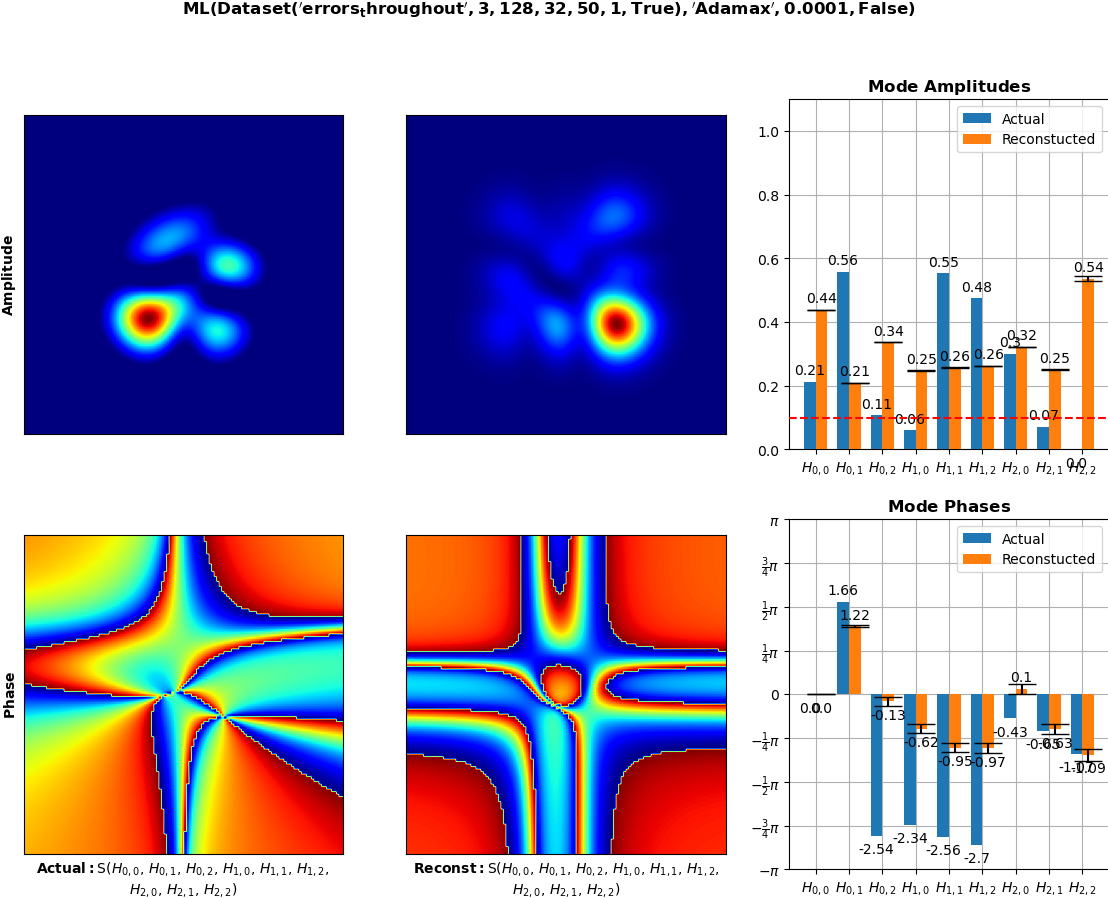 ML(Dataset('errors_throughout', 3, 128, 32, 50, 1, True), 'Adamax', 0.0001, False)
Amplitude
Mode Amplitudes
Actual
Reconstucted
1.0
0.8
0.6
0.4
0.2
0.0
0.21 0.56 0.11 0.06 0.55 0.48 0.3 0.07 0.0
0.44 0.21 0.34 0.25 0.26 0.26 0.32 0.25 0.54
H0,0 H0,1 H0,2 H1,0 H1,1 H1,2 H2,0 H2,1 H2,2
Phase
Actual: S(H0,0, H0,1, H0,2, H1,0, H1,1, H1,2,
H2,0, H2,1, H2,2)
Reconst: S(H0,0, H0,1, H0,2, H1,0, H1,1, H1,2,
H2,0, H2,1, H2,2)
Mode Phases
Actual
Reconstucted
π
3/4π
1/2π
1/4π
0
−1/4π
−1/2π
−3/4π
−π
0.0 1.66 -2.54 -2.34 -2.56 -2.7 -0.43
0.0 1.22 -0.13 -0.62 -0.95 -0.97 0.1 -0.63 -1.09
H0,0 H0,1 H0,2 H1,0 H1,1 H1,2 H2,0 H2,1 H2,2